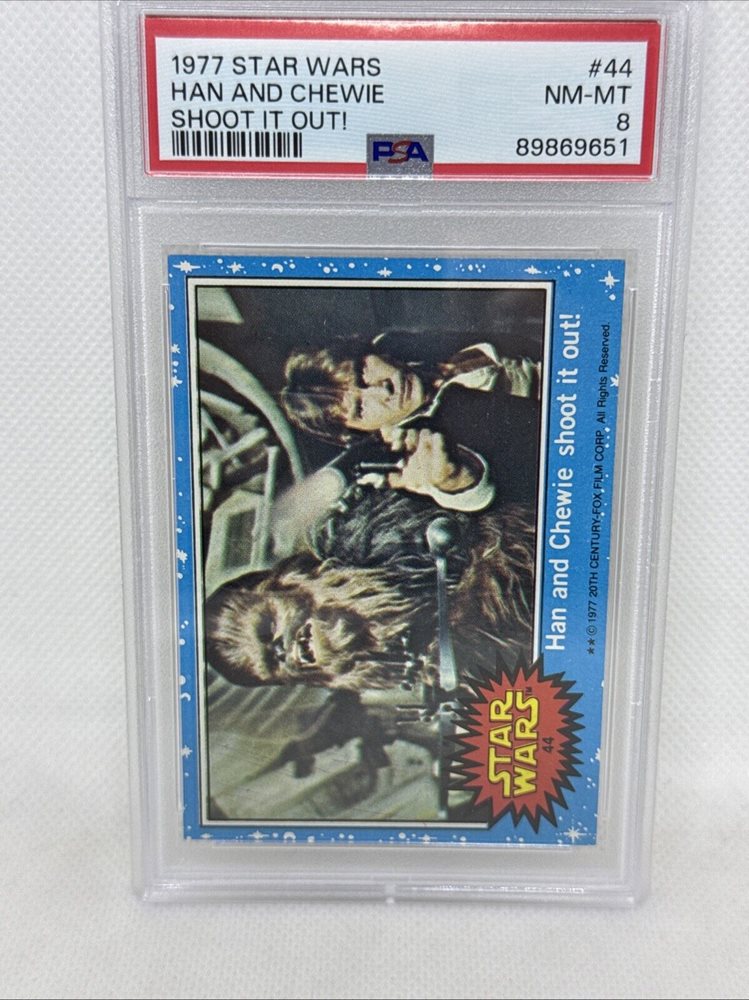 1977 STAR WARS #44
HAN AND CHEWIE NM-MT
SHOOT IT OUT! 8
PSA 89869651
Han and Chewie shoot it out!
★★ © 1977 20TH CENTURY-FOX FILM CORP. All Rights Reserved.
STAR
WARS™
44